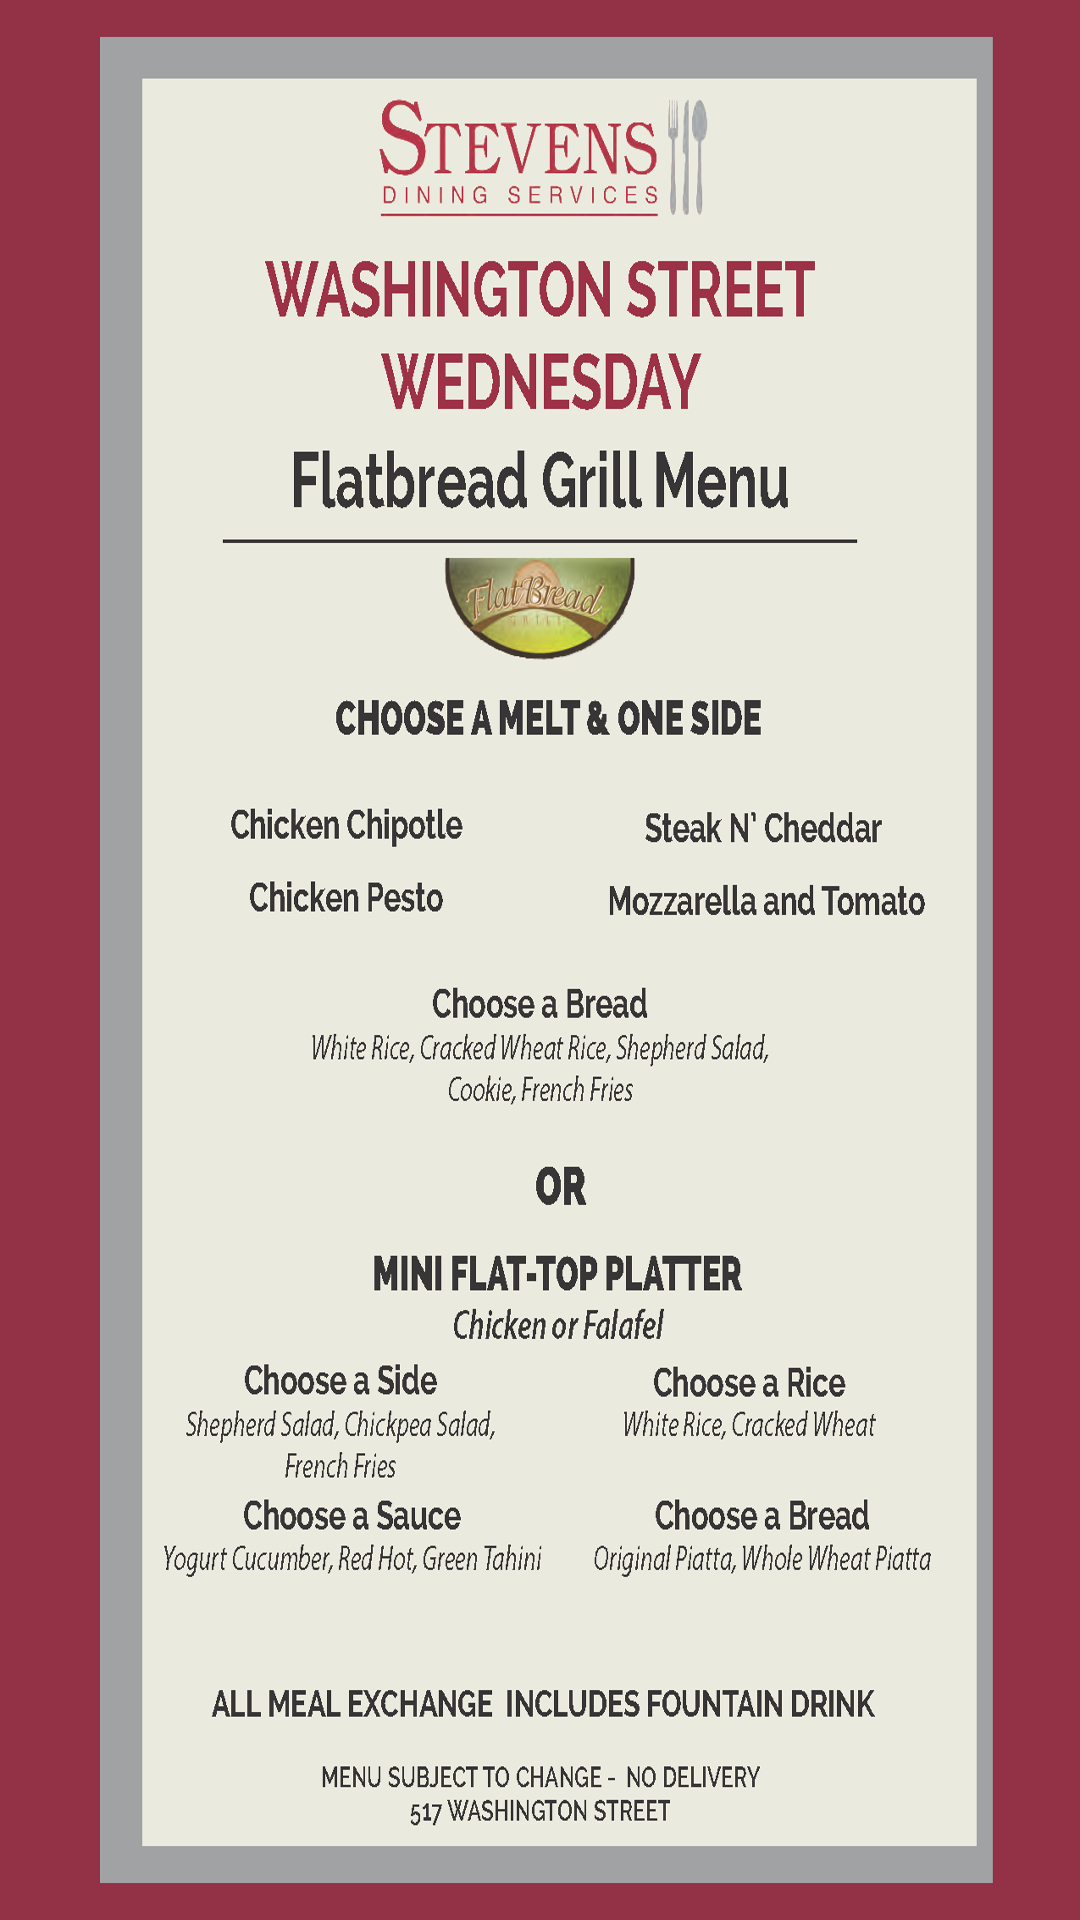 STEVENS
DINING SERVICES
WASHINGTON STREET
WEDNESDAY
Flatbread Grill Menu
FlatBread
GRILL
CHOOSE A MELT & ONE SIDE
Chicken Chipotle
Steak N' Cheddar
Chicken Pesto
Mozzarella and Tomato
Choose a Bread
White Rice, Cracked Wheat Rice, Shepherd Salad,
Cookie, French Fries
OR
MINI FLAT-TOP PLATTER
Chicken or Falafel
Choose a Side
Shepherd Salad, Chickpea Salad,
French Fries
Choose a Rice
White Rice, Cracked Wheat
Choose a Sauce
Yogurt Cucumber, Red Hot, Green Tahini
Choose a Bread
Original Piatta, Whole Wheat Piatta
ALL MEAL EXCHANGE INCLUDES FOUNTAIN DRINK
MENU SUBJECT TO CHANGE - NO DELIVERY
517 WASHINGTON STREET